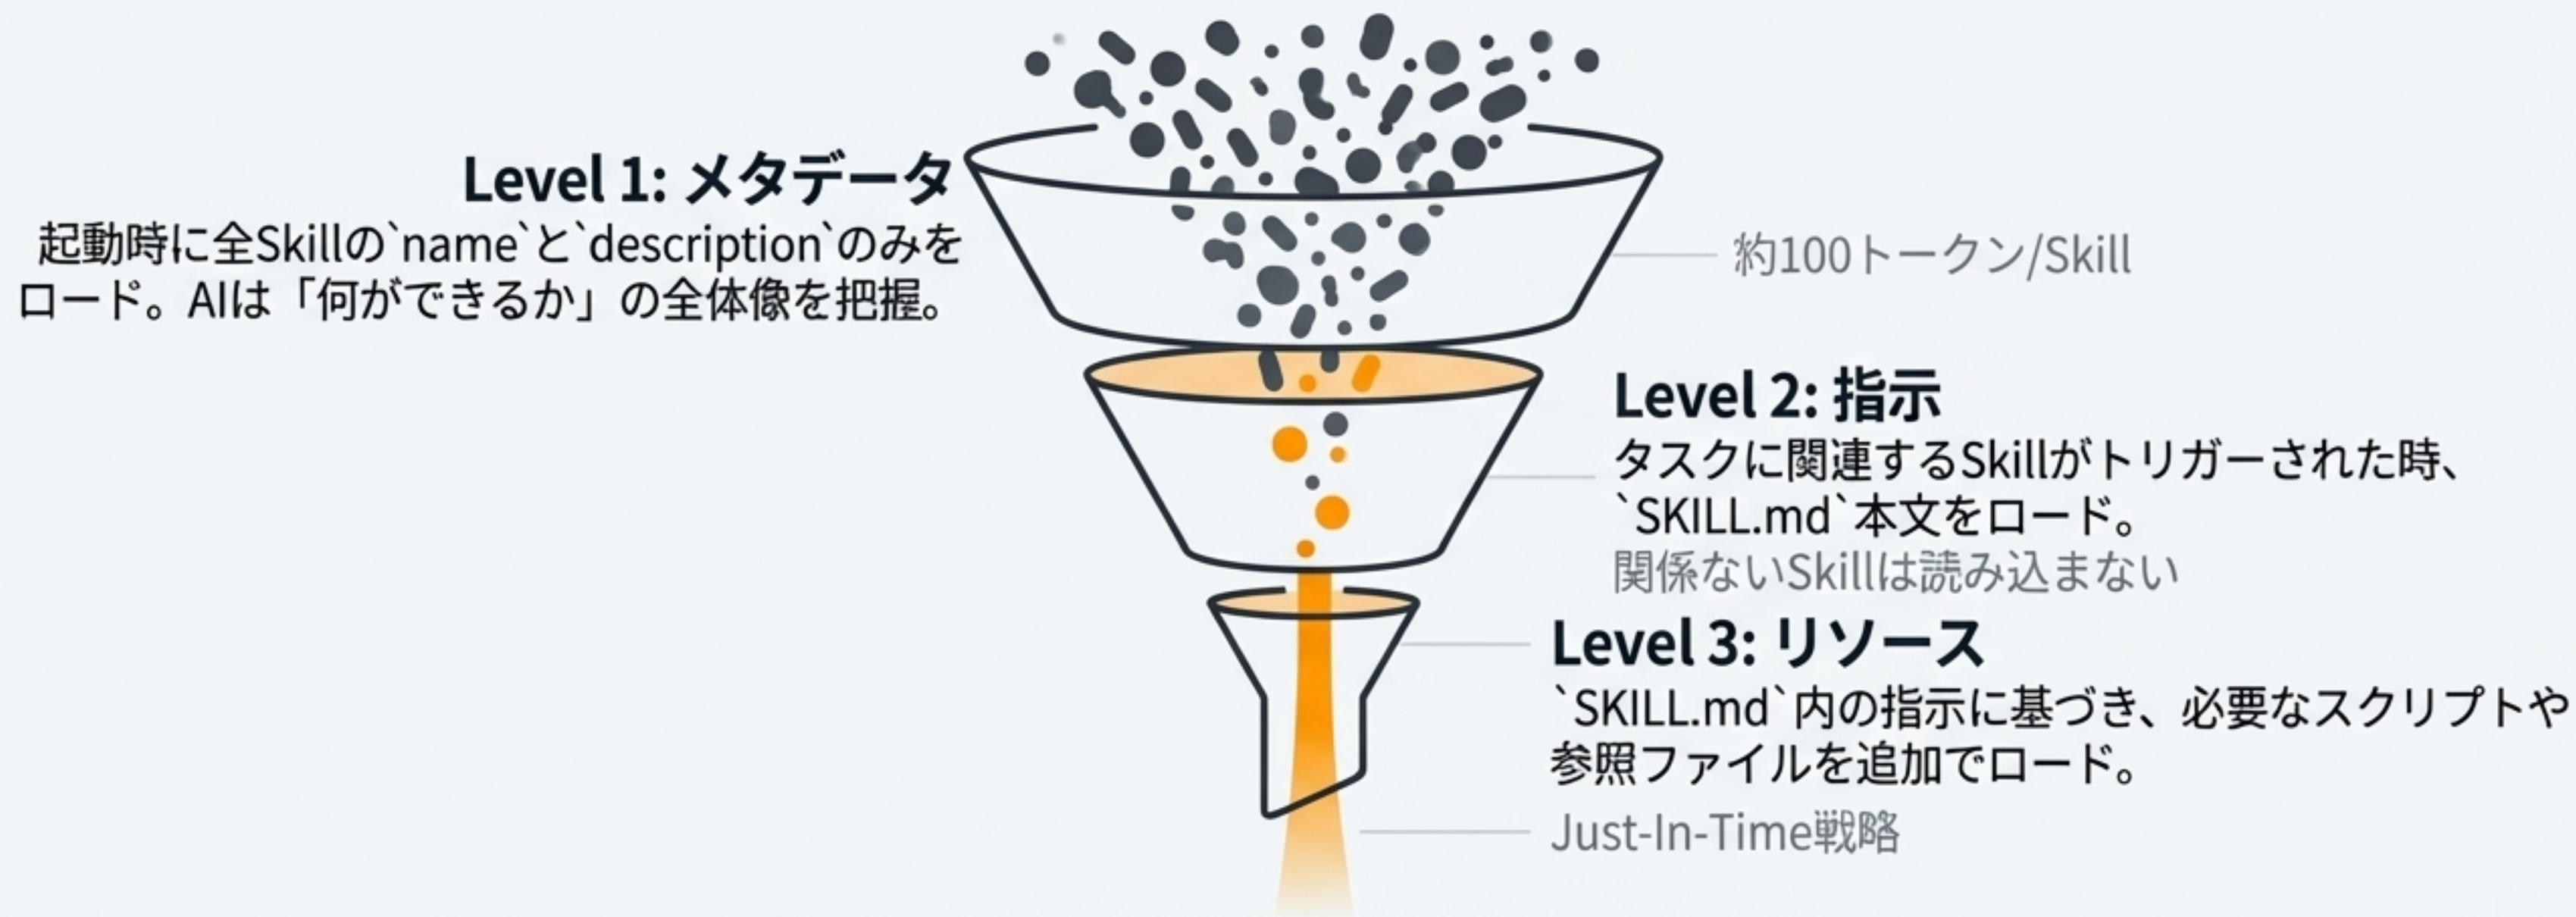 Level 1: メタデータ
起動時に全Skillの`name`と`description`のみを
ロード。AIは「何ができるか」の全体像を把握。
約100トークン/Skill
Level 2: 指示
タスクに関連するSkillがトリガーされた時、
`SKILL.md`本文をロード。
関係ないSkillは読み込まない
Level 3: リソース
`SKILL.md`内の指示に基づき、必要なスクリプトや
参照ファイルを追加でロード。
Just-In-Time戦略